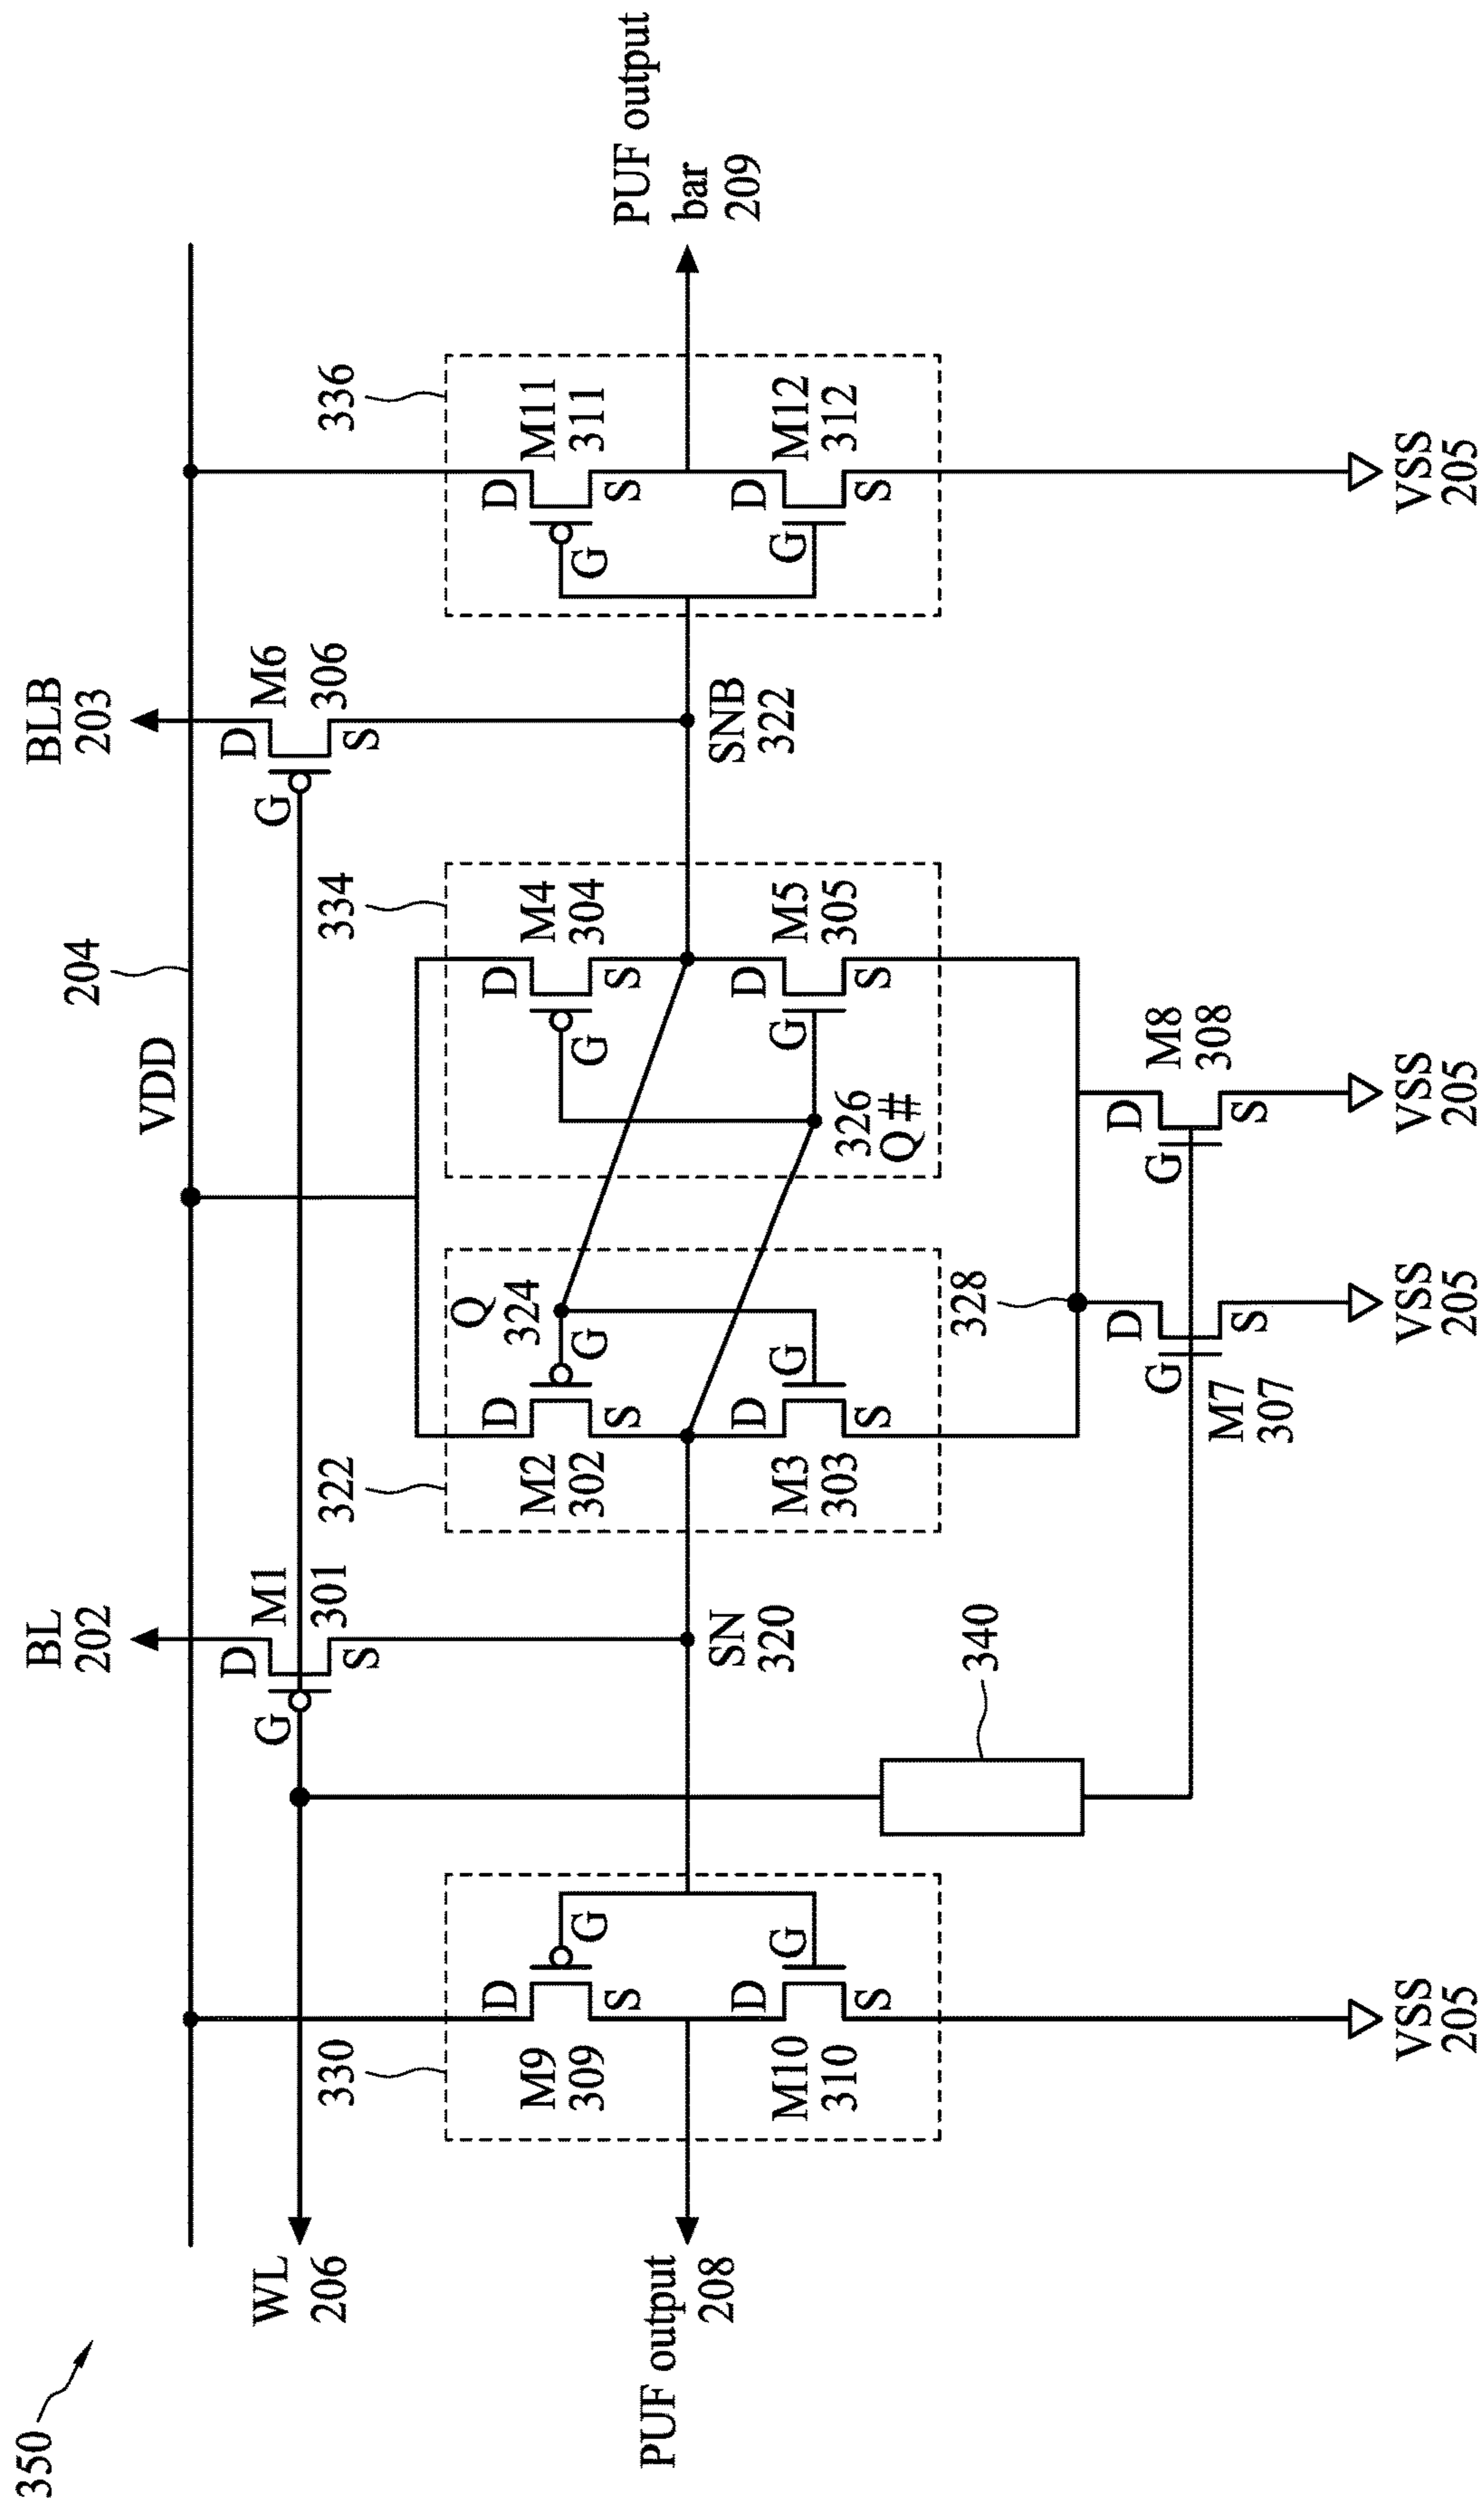 350
BL
202
BLB
203
204
VDD
WL
206
G
D
S
M1
301
G
D
S
M6
306
330
322
334
336
D
G
S
M9
309
D
G
S
M10
310
PUF output
208
SN
320
D
G
S
M2
302
Q
324
D
G
S
M3
303
D
G
S
M4
304
D
G
S
M5
305
326
Q#
SNB
322
D
G
S
M11
311
D
G
S
M12
312
PUF output
bar
209
340
328
D
G
S
M7
307
D
G
S
M8
308
VSS
205
VSS
205
VSS
205
VSS
205